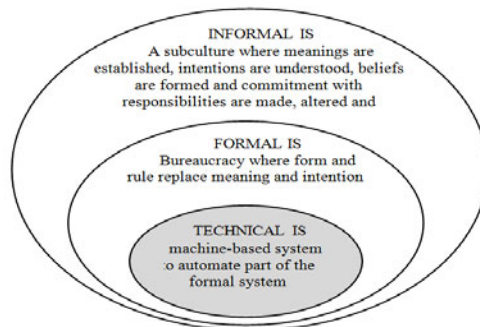 INFORMAL IS
A subculture where meanings are
established, intentions are understood, beliefs
are formed and commitment with
responsibilities are made, altered and
FORMAL IS
Bureaucracy where form and
rule replace meaning and intention
TECHNICAL IS
machine-based system
to automate part of the
formal system